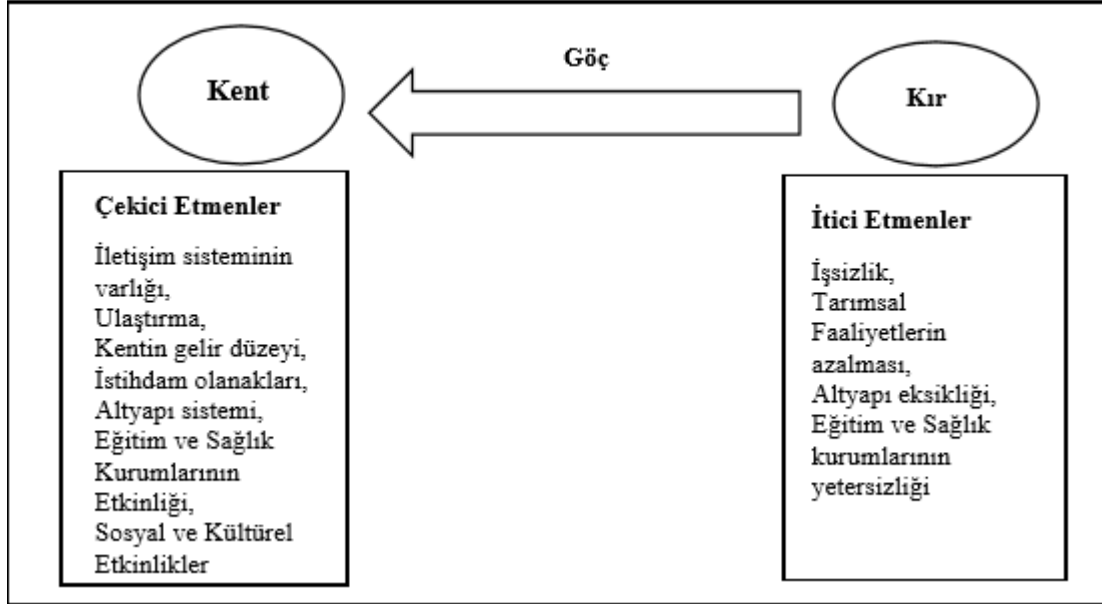 Göç
Kent
Kır
Çekici Etmenler
İletişim sisteminin
varlığı,
Ulaştırma,
Kentin gelir düzeyi,
İstihdam olanakları,
Altyapı sistemi,
Eğitim ve Sağlık
Kurumlarının
Etkinliği,
Sosyal ve Kültürel
Etkinlikler
İtici Etmenler
İşsizlik,
Tarımsal
Faaliyetlerin
azalması,
Altyapı eksikliği,
Eğitim ve Sağlık
kurumlarının
yetersizliği